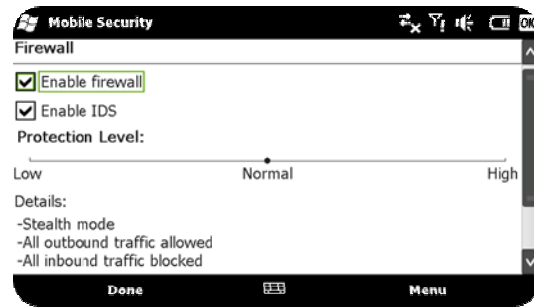 Mobile Security
OK
Firewall
Enable firewall
Enable IDS
Protection Level:
Low Normal High
Details:
-Stealth mode
-All outbound traffic allowed
-All inbound traffic blocked
Done Menu